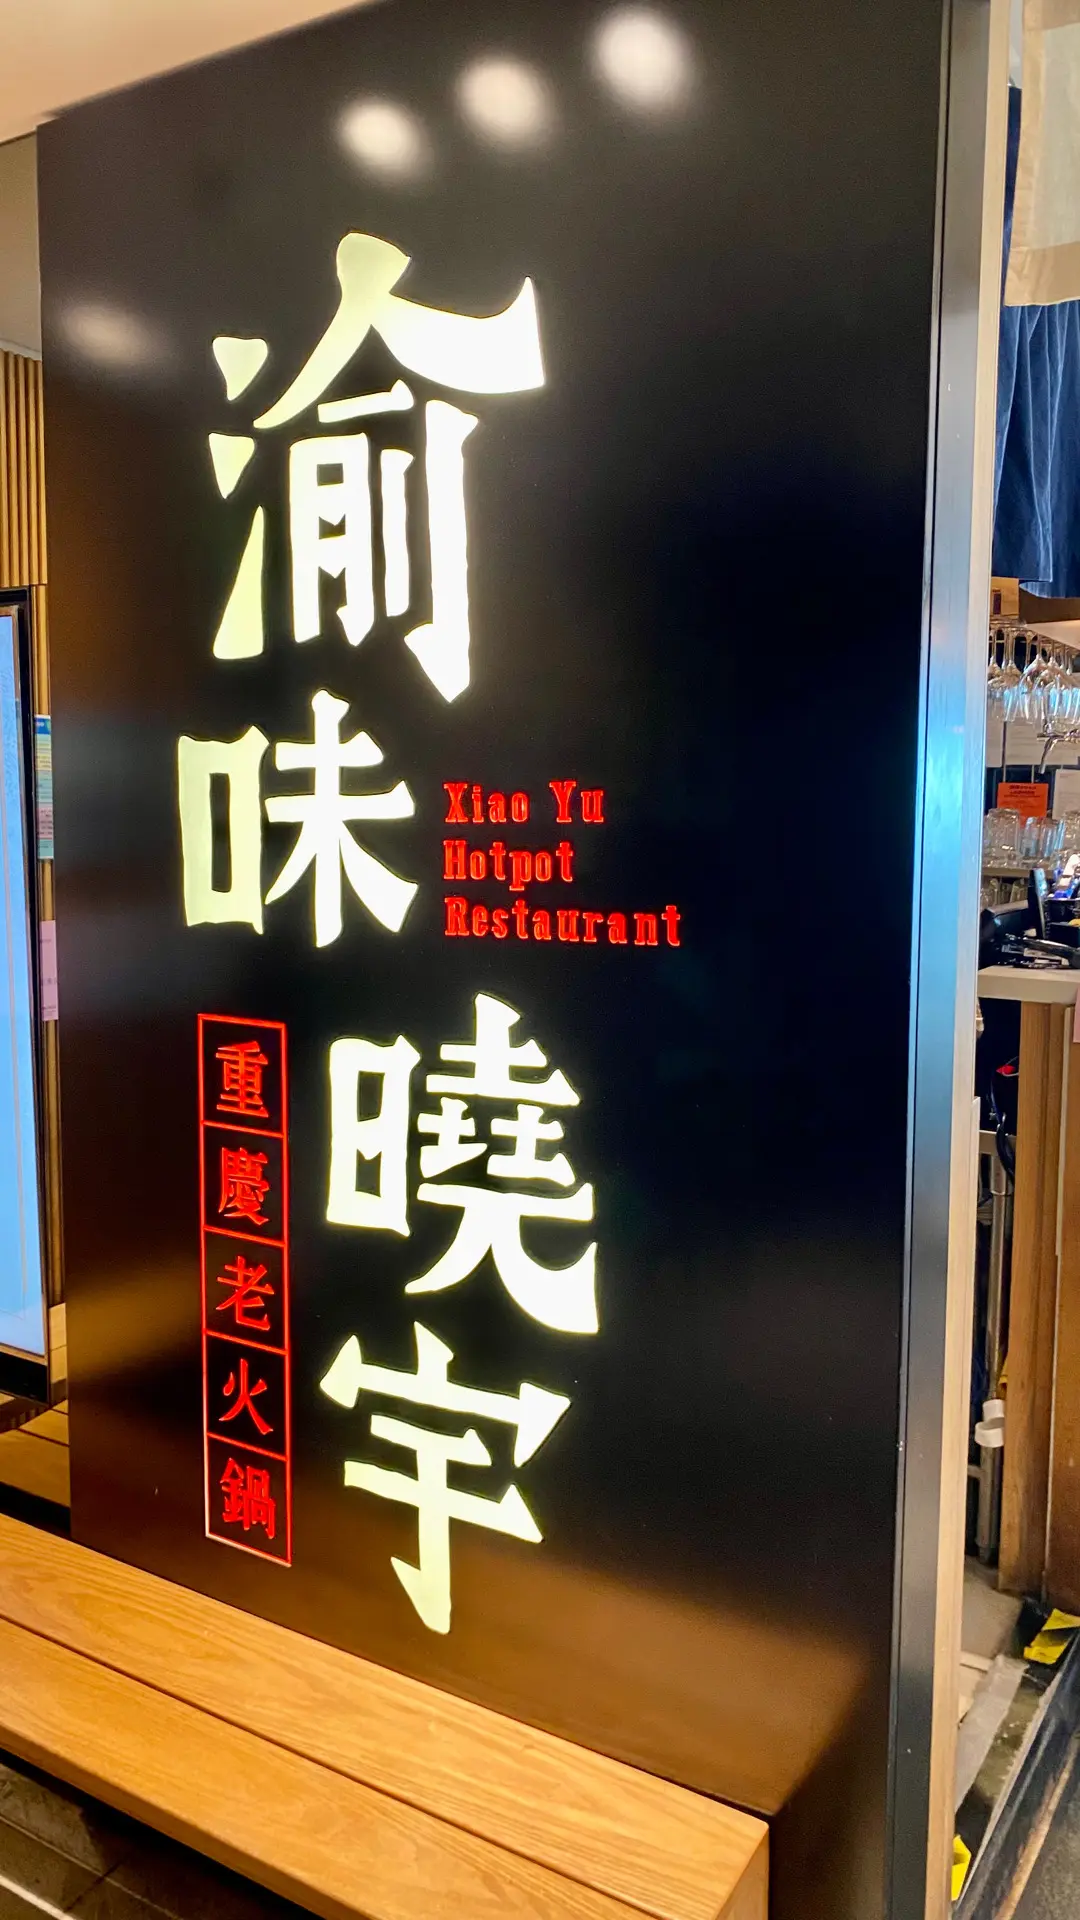 渝味
曉宇
Xiao Yu
Hotpot
Restaurant
重慶老火鍋